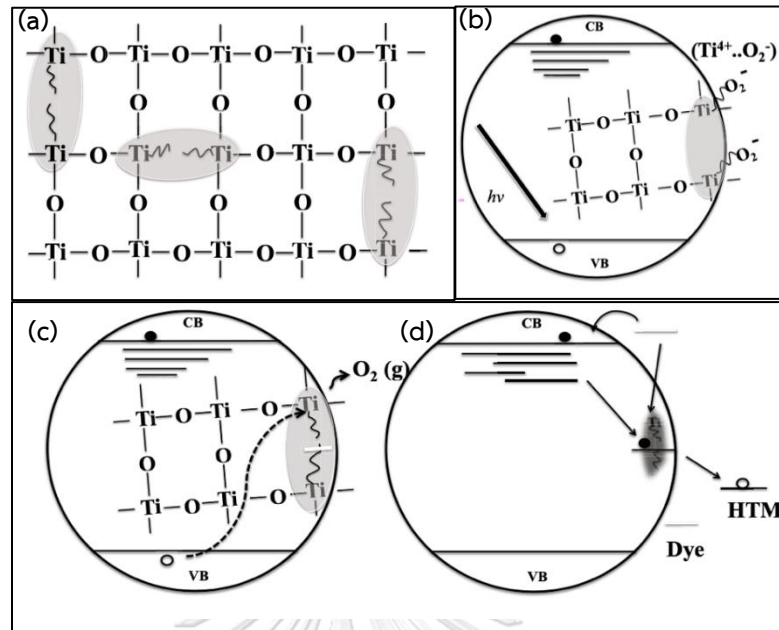 (a)
Ti-O-Ti-O-Ti-O-Ti-O-Ti
O O O O
Ti-O-Ti Ti-O-Ti-O-Ti
O O O O
Ti-O-Ti-O-Ti-O-Ti-O-Ti
(b)
CB
(Ti⁴⁺..O₂⁻)
O₂⁻
Ti-O-Ti-O-Ti
O O
O₂⁻
Ti-O-Ti-O-Ti
hν
VB
(c)
CB
O₂ (g)
Ti-O-Ti-O-Ti
O O
Ti-O-Ti-O-Ti
VB
(d)
CB
HTM
Dye
VB